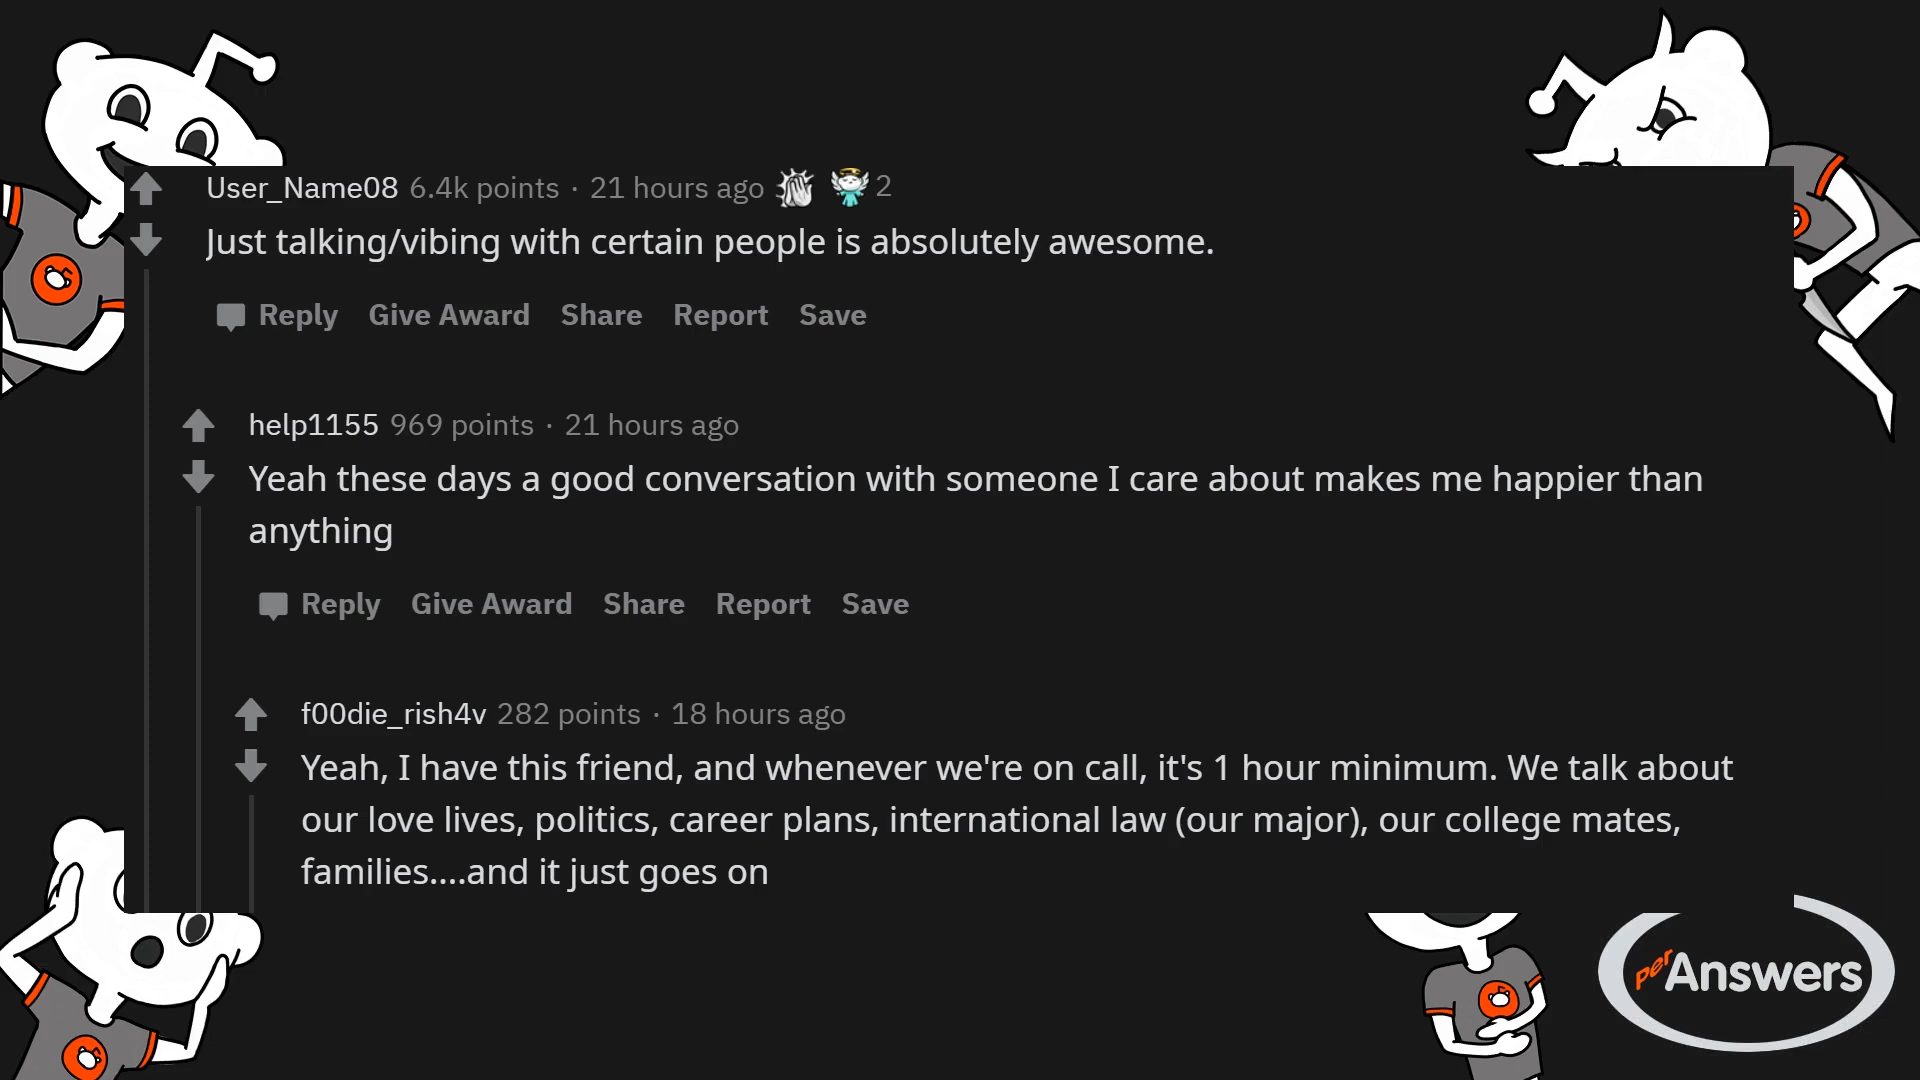 User_Name08 6.4k points · 21 hours ago 2
Just talking/vibing with certain people is absolutely awesome.
Reply Give Award Share Report Save
help1155 969 points · 21 hours ago
Yeah these days a good conversation with someone I care about makes me happier than
anything
Reply Give Award Share Report Save
f00die_rish4v 282 points · 18 hours ago
Yeah, I have this friend, and whenever we're on call, it's 1 hour minimum. We talk about
our love lives, politics, career plans, international law (our major), our college mates,
families....and it just goes on
perAnswers